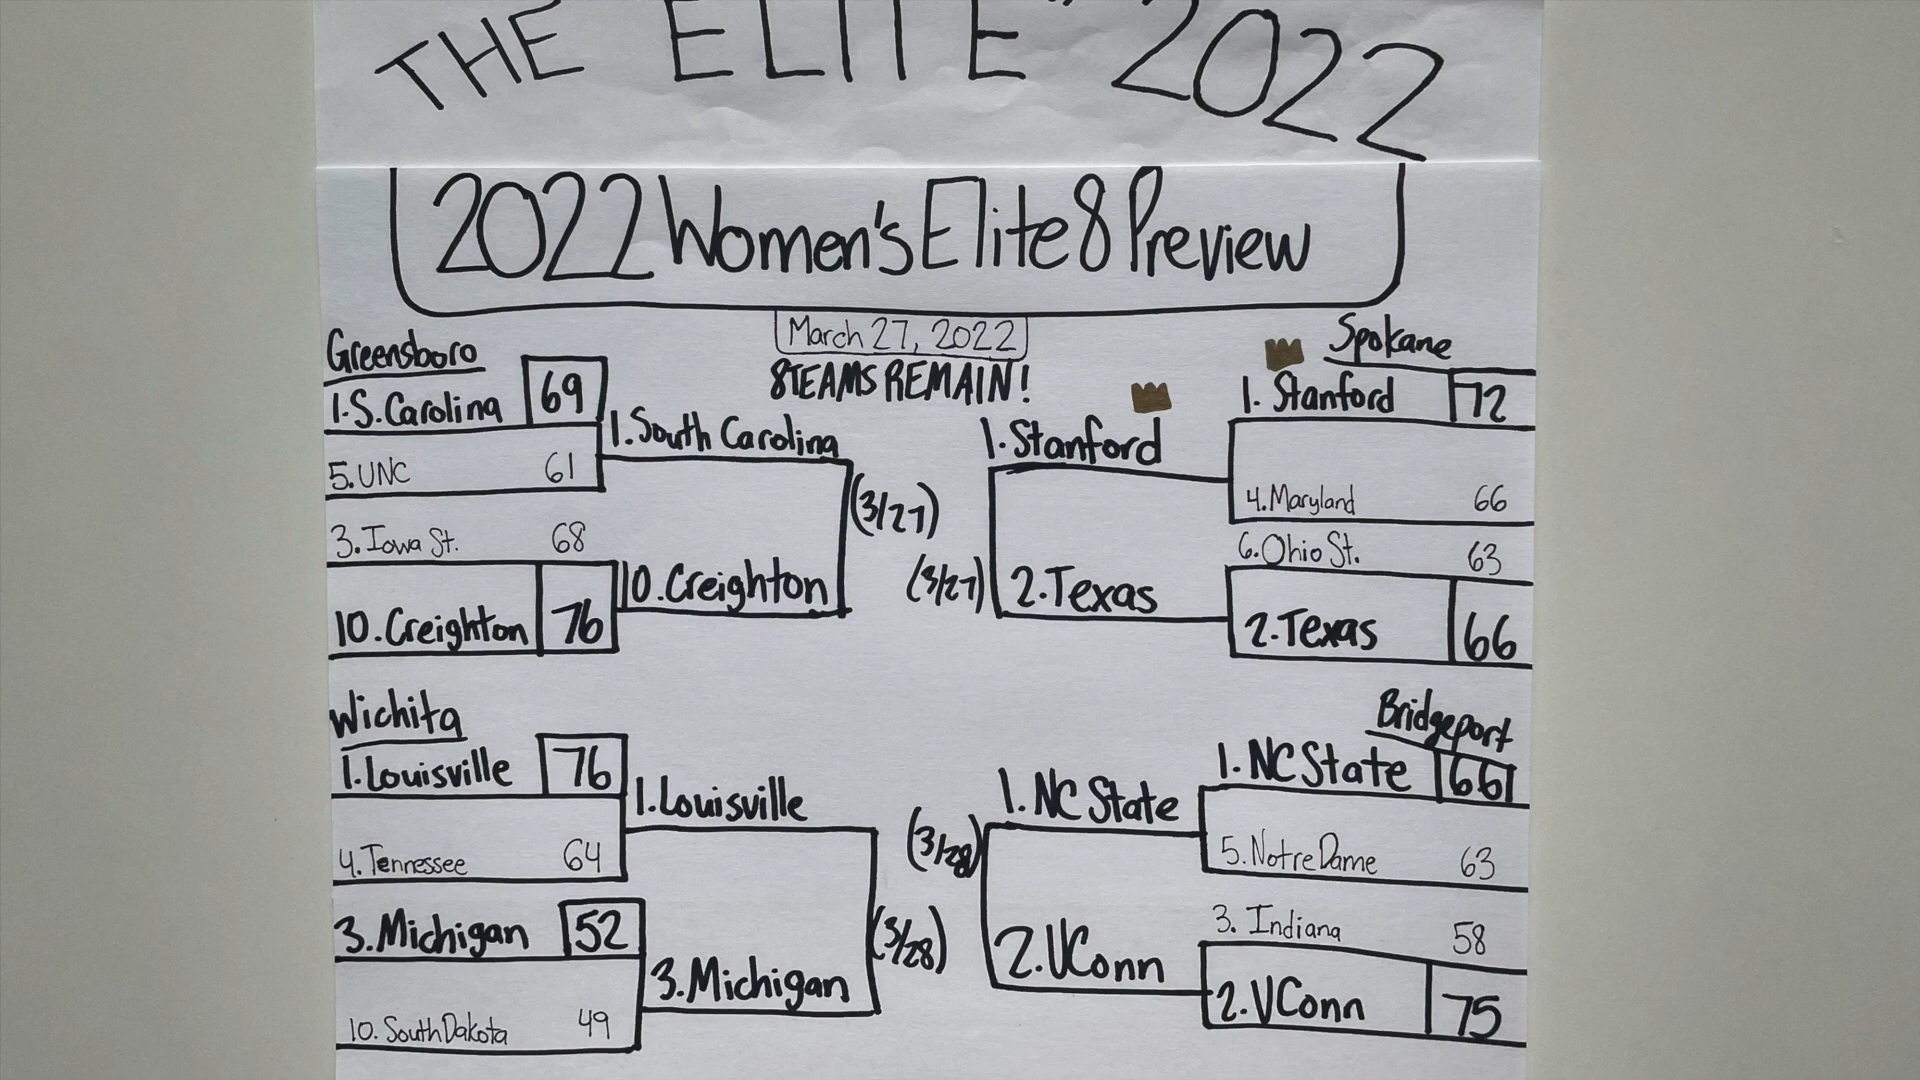 THE ELITE 2022
2022 Women's Elite 8 Preview
March 27, 2022
8 TEAMS REMAIN!
Greensboro
1. S. Carolina 69
5. UNC 61
3. Iowa St. 68
10. Creighton 76
1. South Carolina
10. Creighton
(3/27)
Wichita
1. Louisville 76
4. Tennessee 64
3. Michigan 52
10. South Dakota 49
1. Louisville
3. Michigan
(3/28)
Spokane
1. Stanford 72
4. Maryland 66
6. Ohio St. 63
2. Texas 66
1. Stanford
2. Texas
(3/27)
Bridgeport
1. NC State 66
5. Notre Dame 63
3. Indiana 58
2. UConn 75
1. NC State
2. UConn
(3/28)